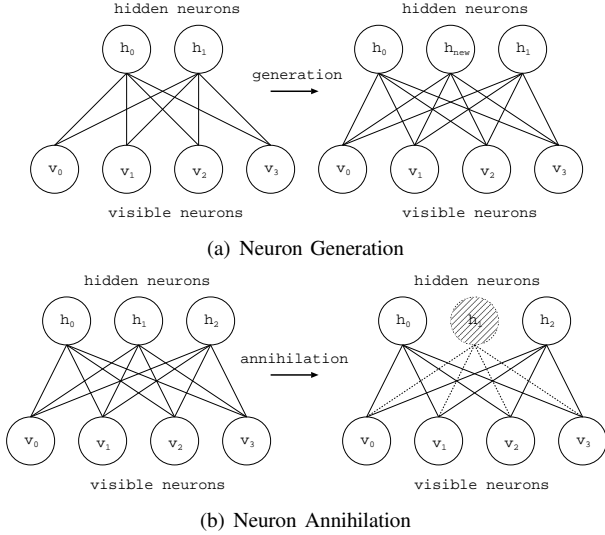 hidden neurons hidden neurons
h0 h1 h0 hnew h1
generation
v0 v1 v2 v3 v0 v1 v2 v3
visible neurons visible neurons
(a) Neuron Generation
hidden neurons hidden neurons
h0 h1 h2 h0 h1 h2
annihilation
v0 v1 v2 v3 v0 v1 v2 v3
visible neurons visible neurons
(b) Neuron Annihilation